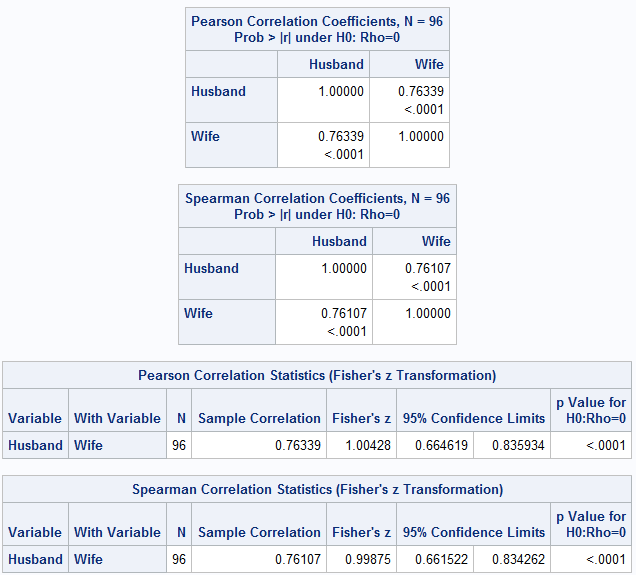 Pearson Correlation Coefficients, N = 96
Prob > |r| under H0: Rho=0
Husband Wife
Husband 1.00000 0.76339
<.0001
Wife 0.76339 1.00000
<.0001
Spearman Correlation Coefficients, N = 96
Prob > |r| under H0: Rho=0
Husband Wife
Husband 1.00000 0.76107
<.0001
Wife 0.76107 1.00000
<.0001
Pearson Correlation Statistics (Fisher's z Transformation)
p Value for
Variable With Variable N Sample Correlation Fisher's z 95% Confidence Limits H0:Rho=0
Husband Wife 96 0.76339 1.00428 0.664619 0.835934 <.0001
Spearman Correlation Statistics (Fisher's z Transformation)
p Value for
Variable With Variable N Sample Correlation Fisher's z 95% Confidence Limits H0:Rho=0
Husband Wife 96 0.76107 0.99875 0.661522 0.834262 <.0001